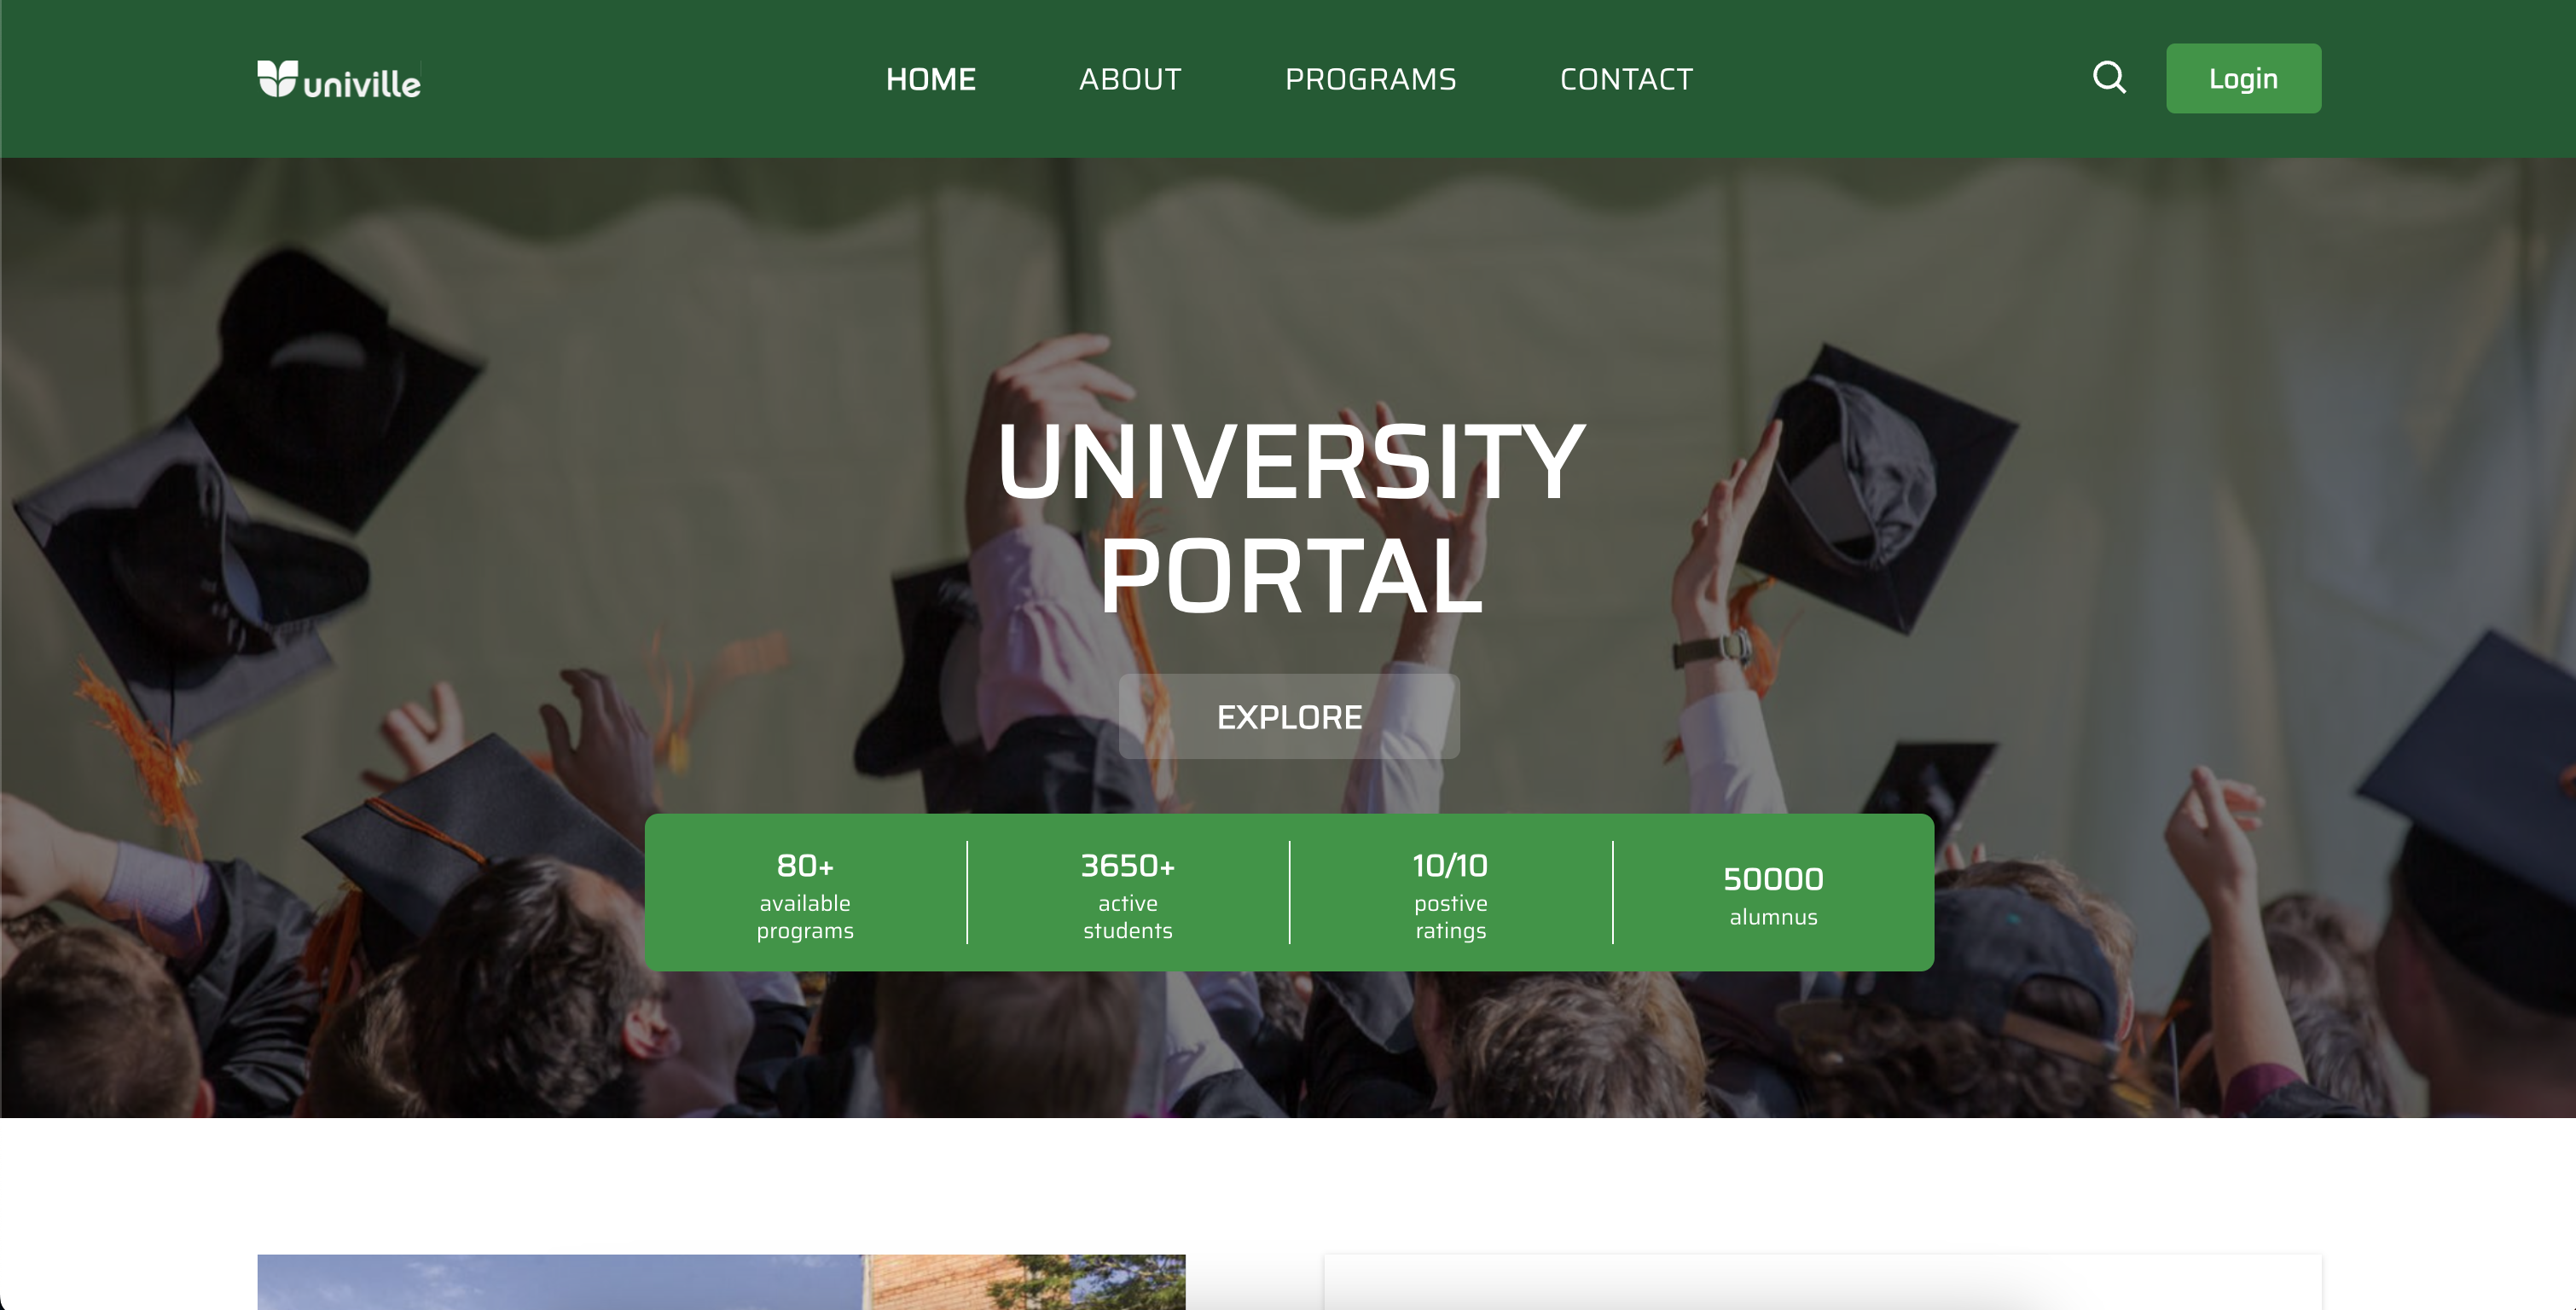 univille
HOME
ABOUT
PROGRAMS
CONTACT
Login
UNIVERSITY
PORTAL
EXPLORE
80+
available
programs
3650+
active
students
10/10
postive
ratings
50000
alumnus